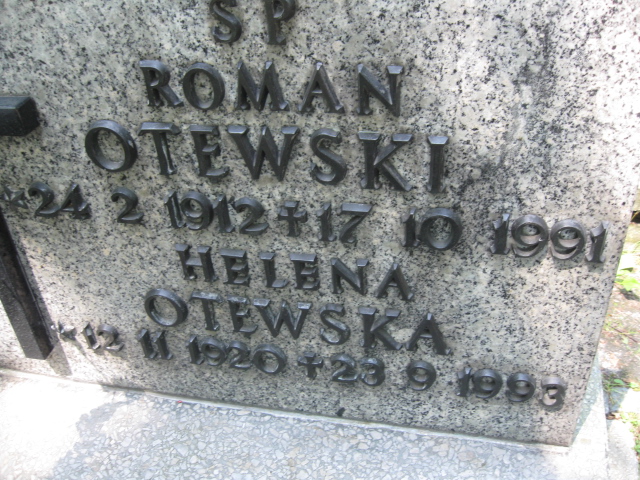 SP
ROMAN
OTEWSKI
*24 2 1912 †17 10 1991
HELENA
OTEWSKA
*12 11 1920 †23 9 1993